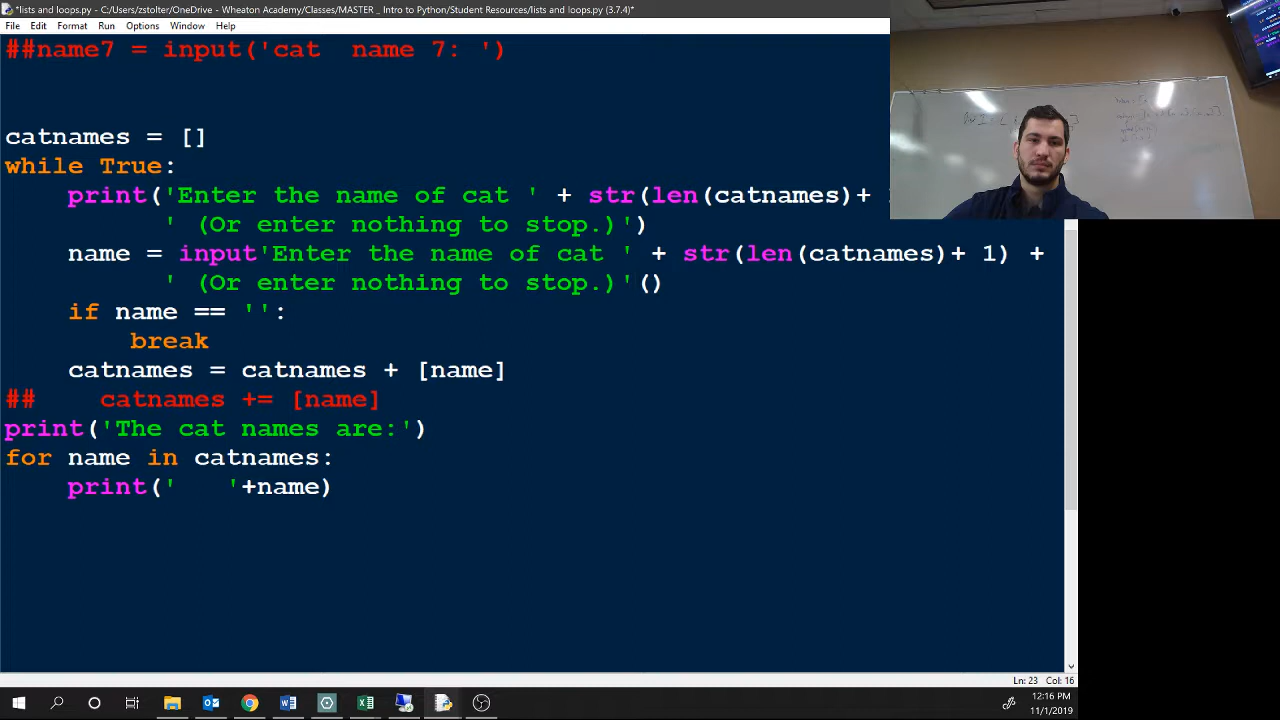 *lists and loops.py - C:/Users/zstolter/OneDrive - Wheaton Academy/Classes/MASTER _ Intro to Python/Student Resources/lists and loops.py (3.7.4)*
File Edit Format Run Options Window Help
##name7 = input('cat  name 7: ')
catnames = []
while True:
    print('Enter the name of cat ' + str(len(catnames)+
          ' (Or enter nothing to stop.)')
    name = input'Enter the name of cat ' + str(len(catnames)+ 1) +
          ' (Or enter nothing to stop.)'()
    if name == '':
        break
    catnames = catnames + [name]
##    catnames += [name]
print('The cat names are:')
for name in catnames:
    print('   '+name)
Ln: 23 Col: 16
12:16 PM
11/1/2019